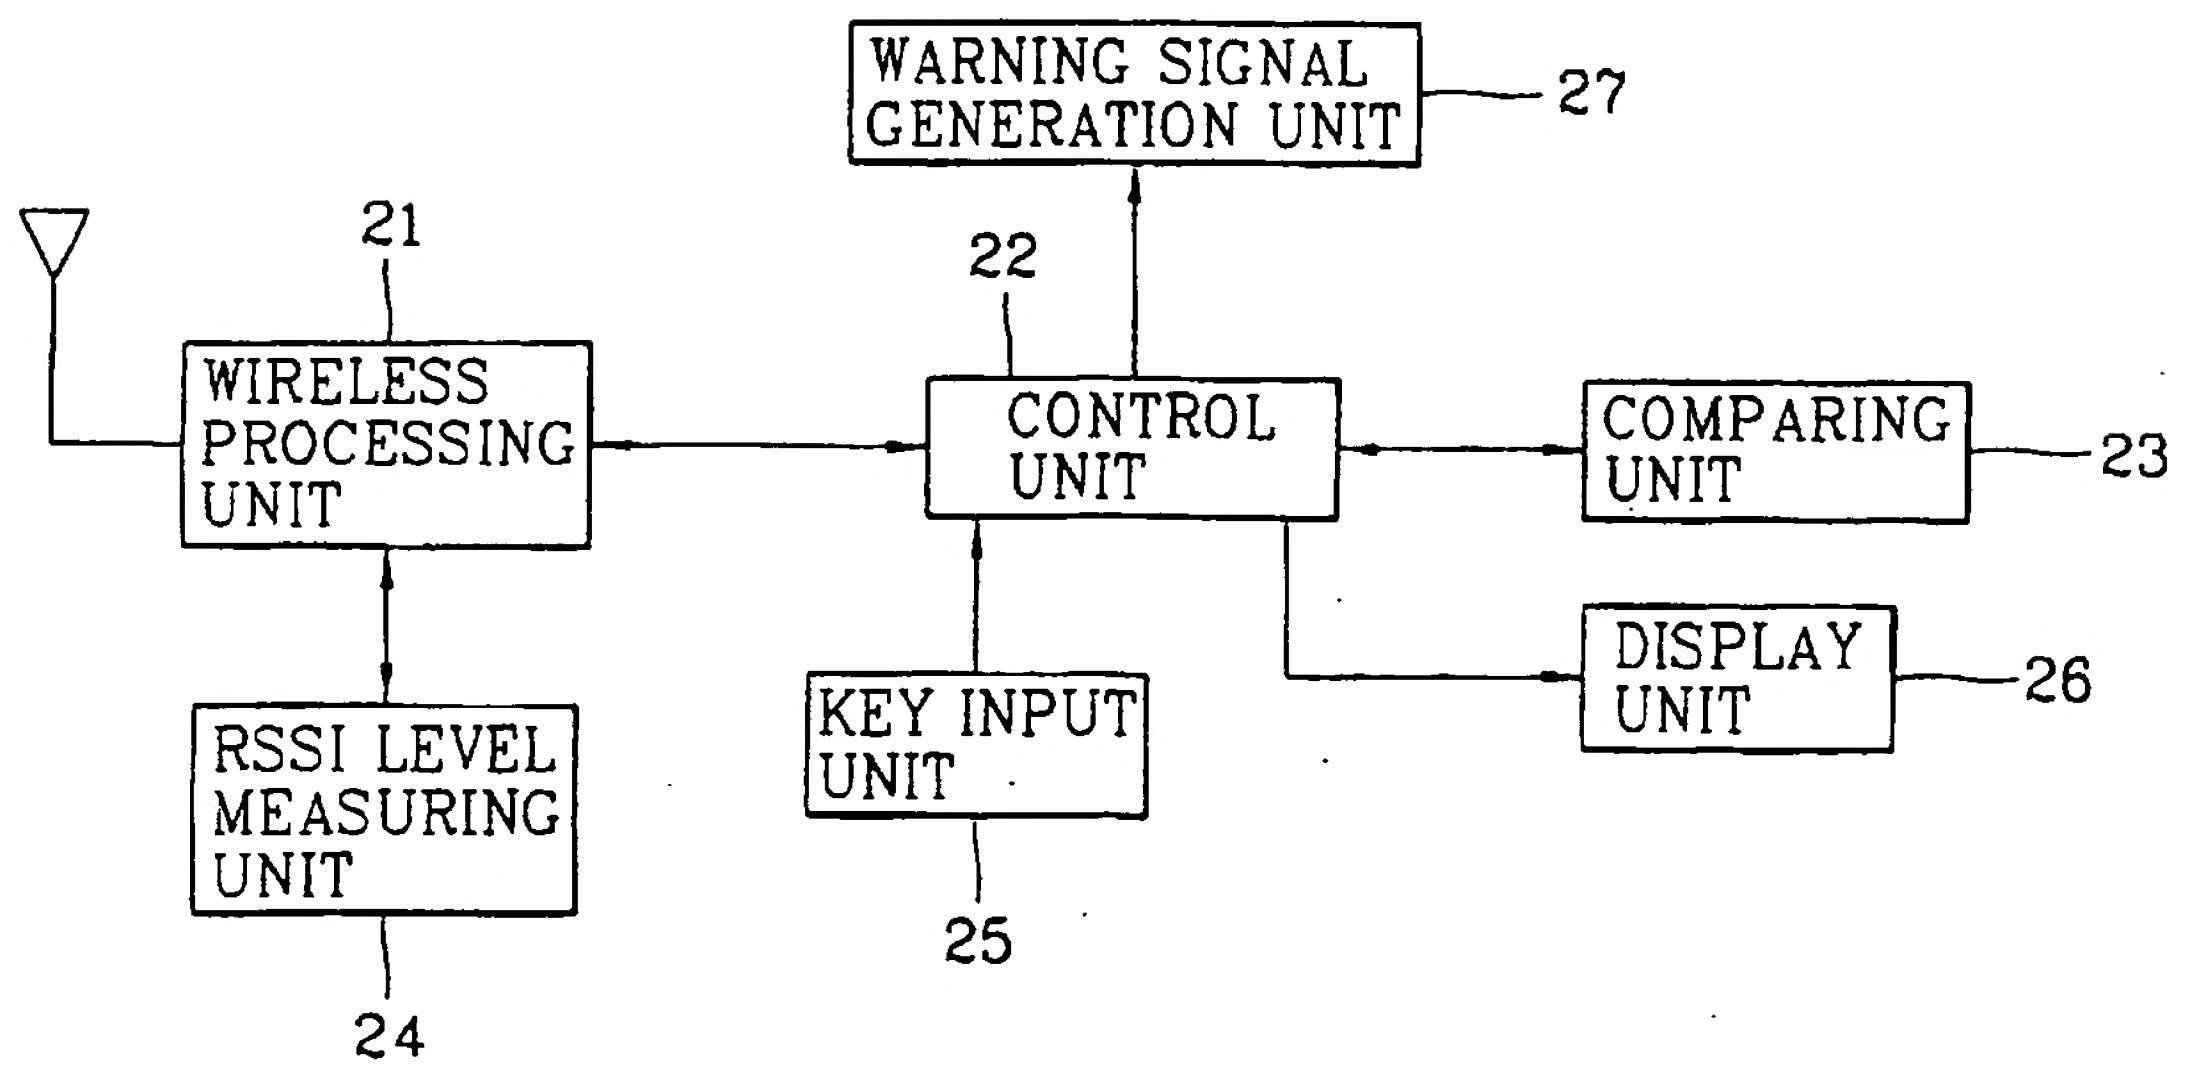 WARNING SIGNAL
GENERATION UNIT
27
21
22
WIRELESS
PROCESSING
UNIT
CONTROL
UNIT
COMPARING
UNIT
23
DISPLAY
UNIT
26
KEY INPUT
UNIT
25
RSSI LEVEL
MEASURING
UNIT
24